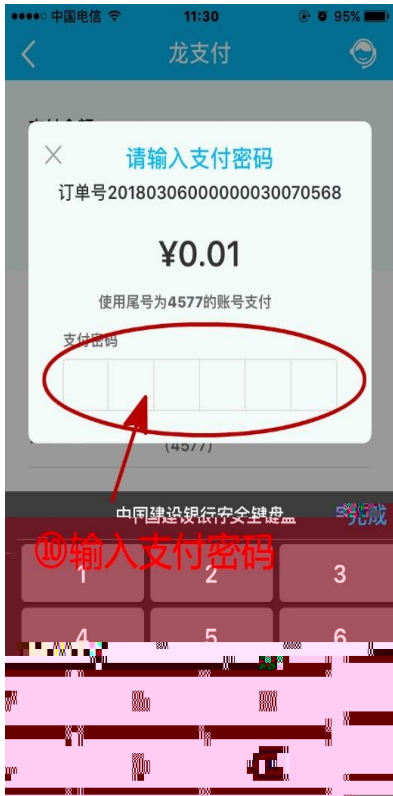 中国电信 11:30 95%
龙支付
请输入支付密码
订单号20180306000000030070568
¥0.01
使用尾号为4577的账号支付
支付密码
(4577)
中国建设银行安全键盘 完成
⑩输入支付密码
1 2 3
4 5 6